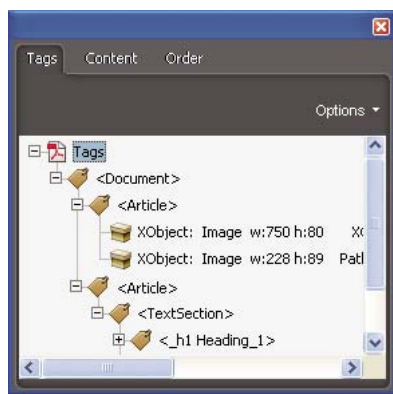 Tags Content Order
Options
Tags
<Document>
<Article>
XObject: Image w:750 h:80
XObject: Image w:228 h:89
<Article>
<TextSection>
<_h1 Heading_1>